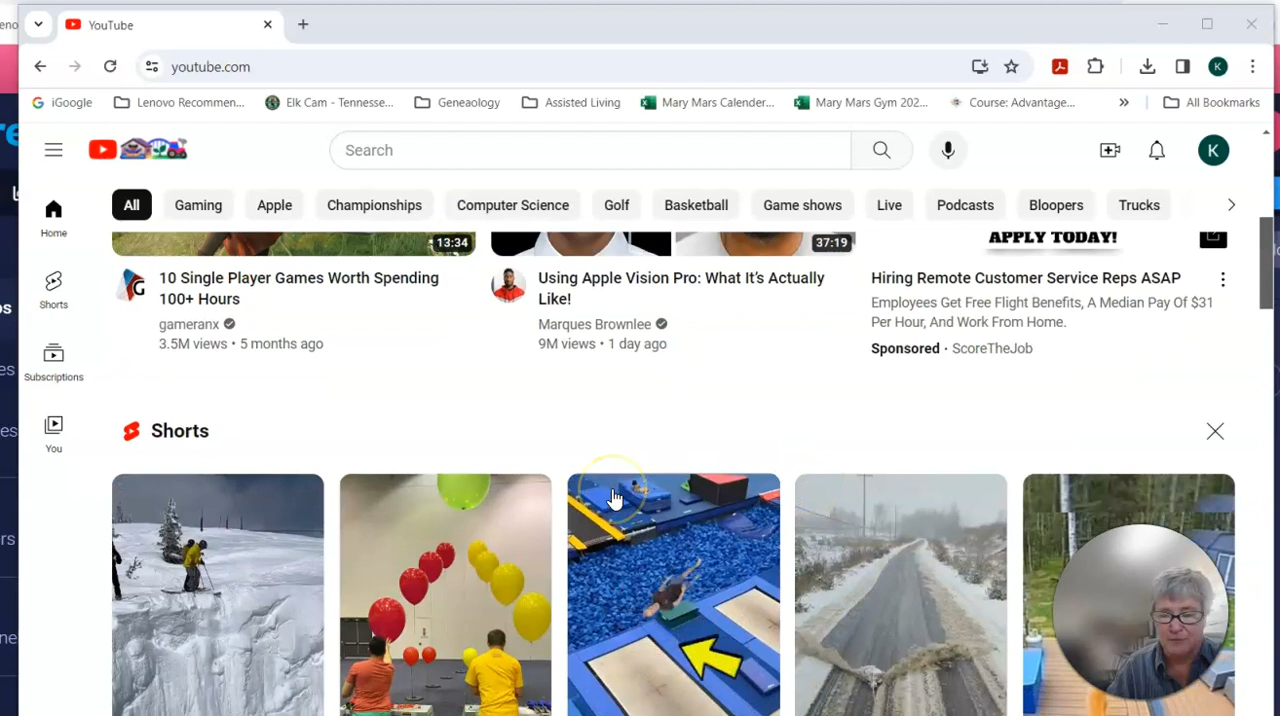 YouTube
youtube.com
iGoogle
Lenovo Recommen...
Elk Cam - Tennesse...
Geneaology
Assisted Living
Mary Mars Calender...
Mary Mars Gym 202...
Course: Advantage...
»
All Bookmarks
K
Search
K
All
Gaming
Apple
Championships
Computer Science
Golf
Basketball
Game shows
Live
Podcasts
Bloopers
Trucks
Home
Shorts
Subscriptions
You
13:34
10 Single Player Games Worth Spending
100+ Hours
gameranx
3.5M views • 5 months ago
37:19
Using Apple Vision Pro: What It’s Actually
Like!
Marques Brownlee
9M views • 1 day ago
APPLY TODAY!
Hiring Remote Customer Service Reps ASAP
Employees Get Free Flight Benefits, A Median Pay Of $31
Per Hour, And Work From Home.
Sponsored · ScoreTheJob
Shorts